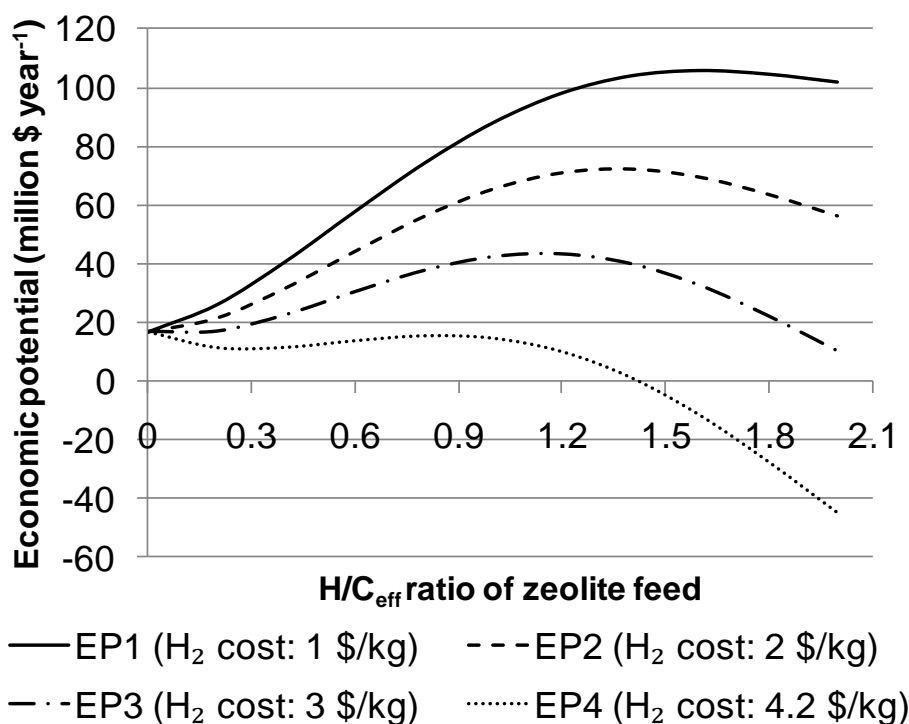 Economic potential (million $ year⁻¹)
120
100
80
60
40
20
0
-20
-40
-60
0 0.3 0.6 0.9 1.2 1.5 1.8 2.1
H/Ceff ratio of zeolite feed
EP1 (H₂ cost: 1 $/kg) EP2 (H₂ cost: 2 $/kg)
EP3 (H₂ cost: 3 $/kg) EP4 (H₂ cost: 4.2 $/kg)